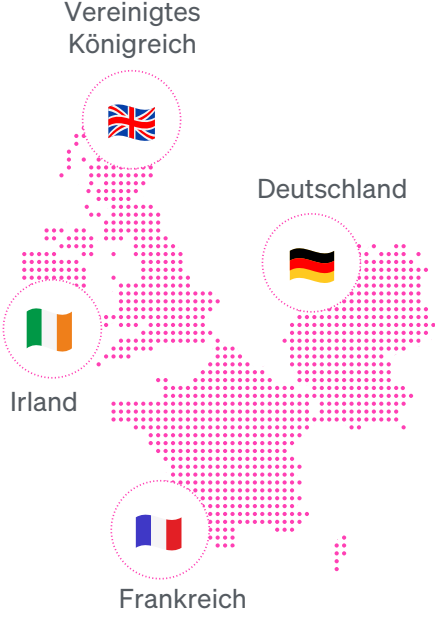 Vereinigtes
Königreich
Deutschland
Irland
Frankreich